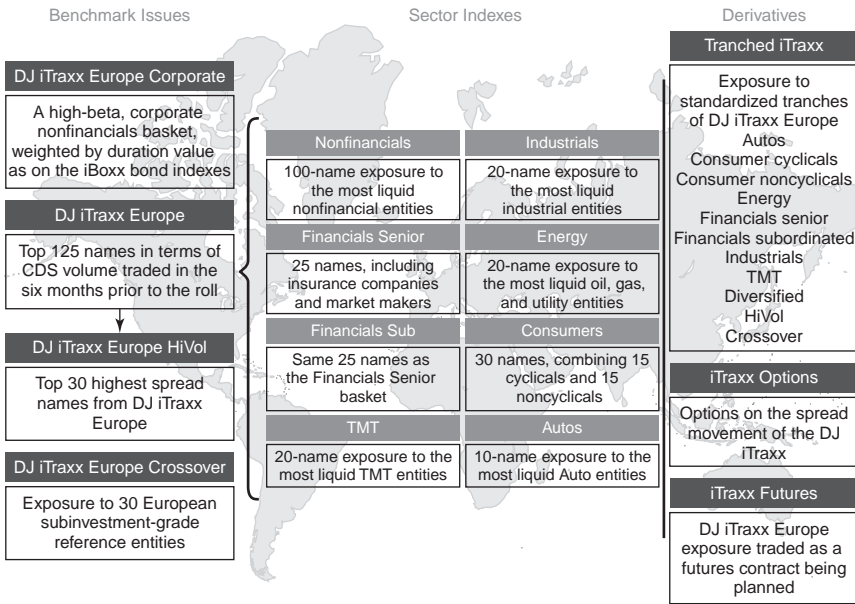 Benchmark Issues
Sector Indexes
Derivatives
DJ iTraxx Europe Corporate
A high-beta, corporate
nonfinancials basket,
weighted by duration value
as on the iBoxx bond indexes
DJ iTraxx Europe
Top 125 names in terms of
CDS volume traded in the
six months prior to the roll
DJ iTraxx Europe HiVol
Top 30 highest spread
names from DJ iTraxx
Europe
DJ iTraxx Europe Crossover
Exposure to 30 European
subinvestment-grade
reference entities
Nonfinancials
100-name exposure to
the most liquid
nonfinancial entities
Industrials
20-name exposure to
the most liquid
industrial entities
Financials Senior
25 names, including
insurance companies
and market makers
Energy
20-name exposure to
the most liquid oil, gas,
and utility entities
Financials Sub
Same 25 names as
the Financials Senior
basket
Consumers
30 names, combining 15
cyclicals and 15
noncyclicals
TMT
20-name exposure to the
most liquid TMT entities
Autos
10-name exposure to the
most liquid Auto entities
Tranched iTraxx
Exposure to
standardized tranches
of DJ iTraxx Europe
Autos
Consumer cyclicals
Consumer noncyclicals
Energy
Financials senior
Financials subordinated
Industrials
TMT
Diversified
HiVol
Crossover
iTraxx Options
Options on the spread
movement of the DJ
iTraxx
iTraxx Futures
DJ iTraxx Europe
exposure traded as a
futures contract being
planned